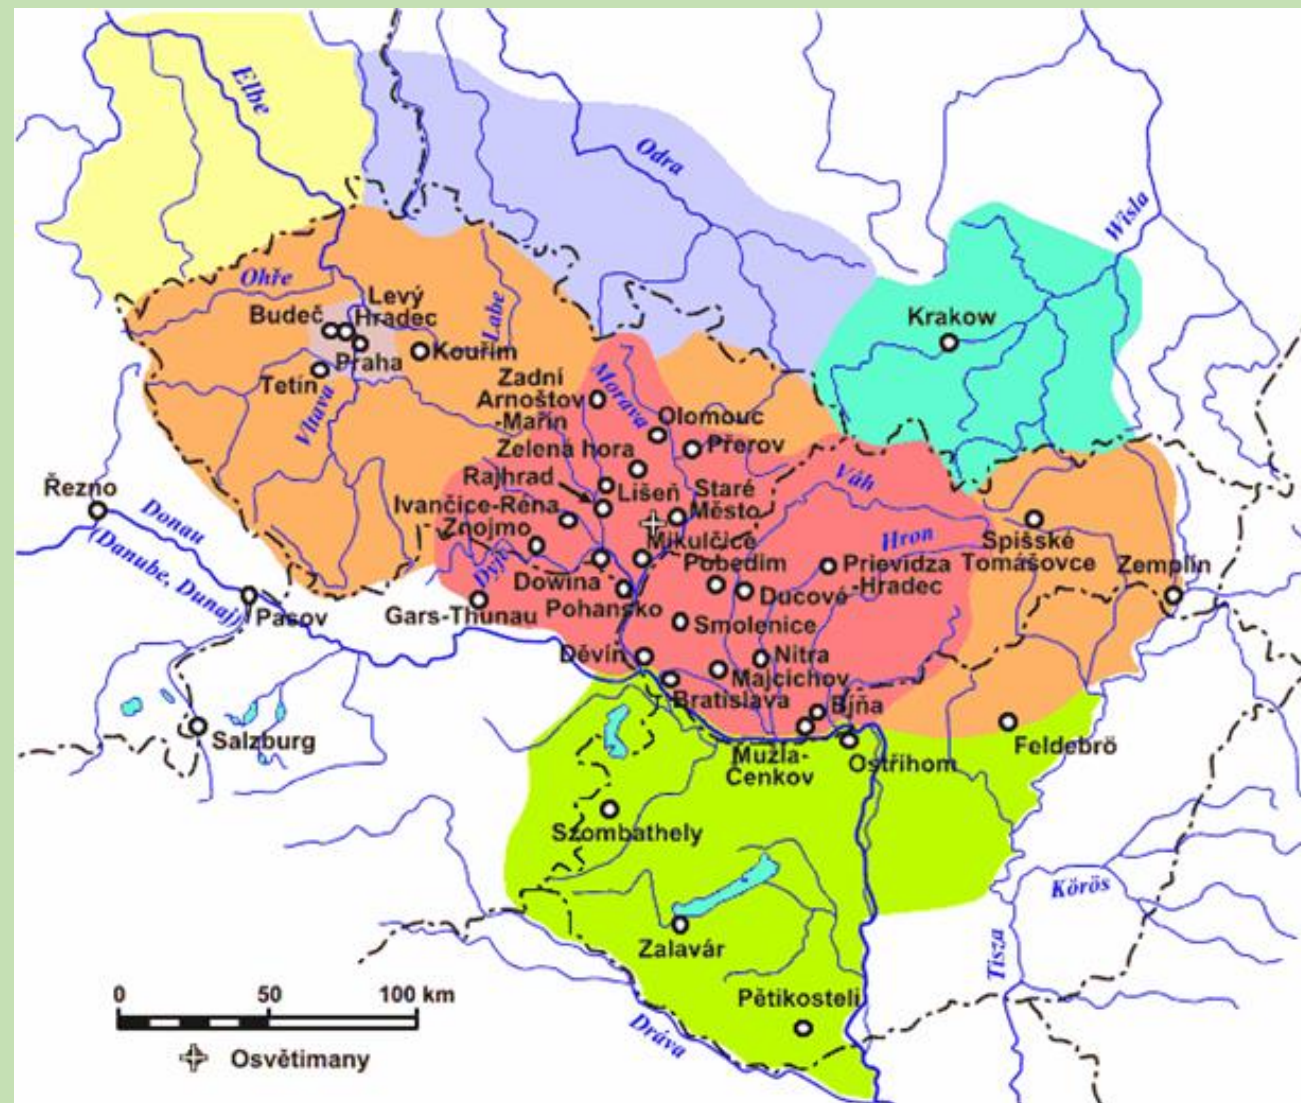 Elbe
Odra
Wisla
Ohře
Labe
Levý
Budeč
Hradec
Praha
Kouřim
Tetín
Vltava
Krakow
Zadní
Arnoštov
-Mařín
Morava
Olomouc
Přerov
Zelená hora
Rajhrad
Lišeň
Staré
Město
Váh
Řezno
Donau
(Danube, Dunaj)
Ivančice-Réna
Znojmo
Dyje
Mikulčice
Hron
Spišské
Tomášovce
Zemplín
Pobedim
Prievidza
-Hradec
Dowina
Ducové
Pasov
Gars-Thunau
Pohansko
Smolenice
Děvín
Nitra
Majcichov
Bratislava
Bíňa
Salzburg
Mužla-
Čenkov
Ostřihom
Feldebrö
Szombathely
Körös
Zalavár
Tisza
Pětikostelí
Dráva
0 50 100 km
Osvětimany